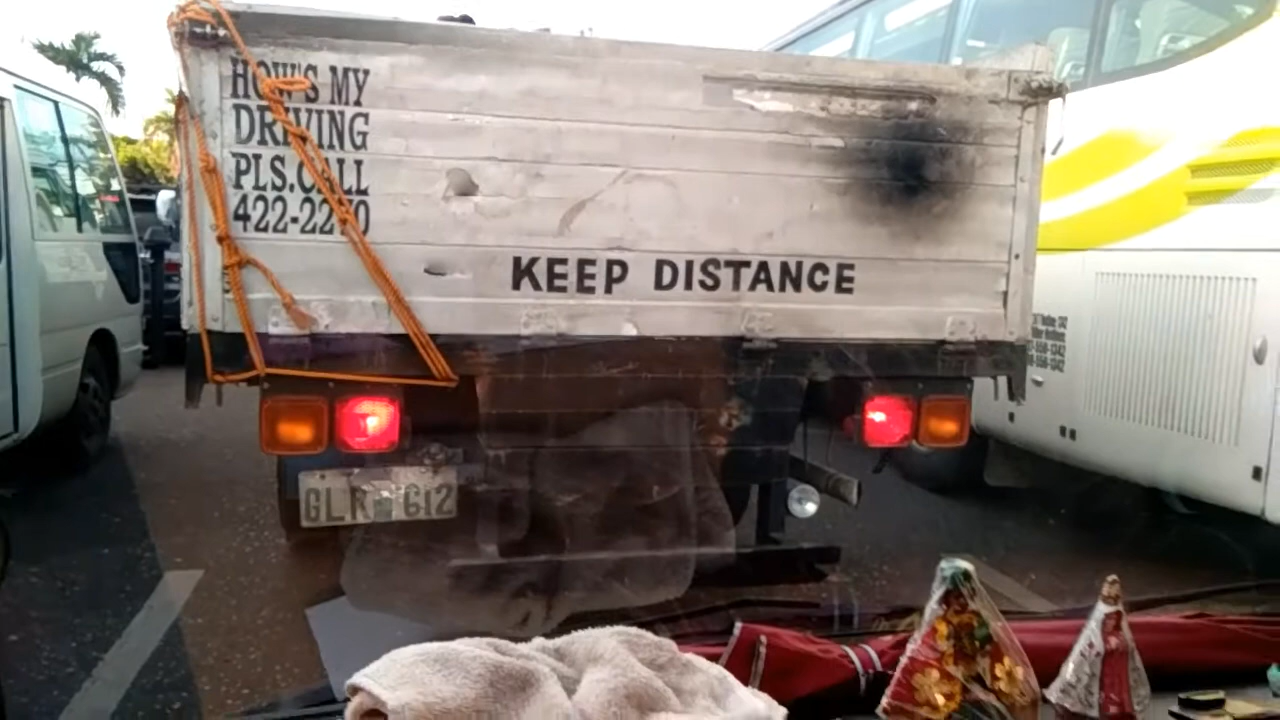 HOW'S MY
DRIVING
PLS.CALL
422-2270
KEEP DISTANCE
GLR 612